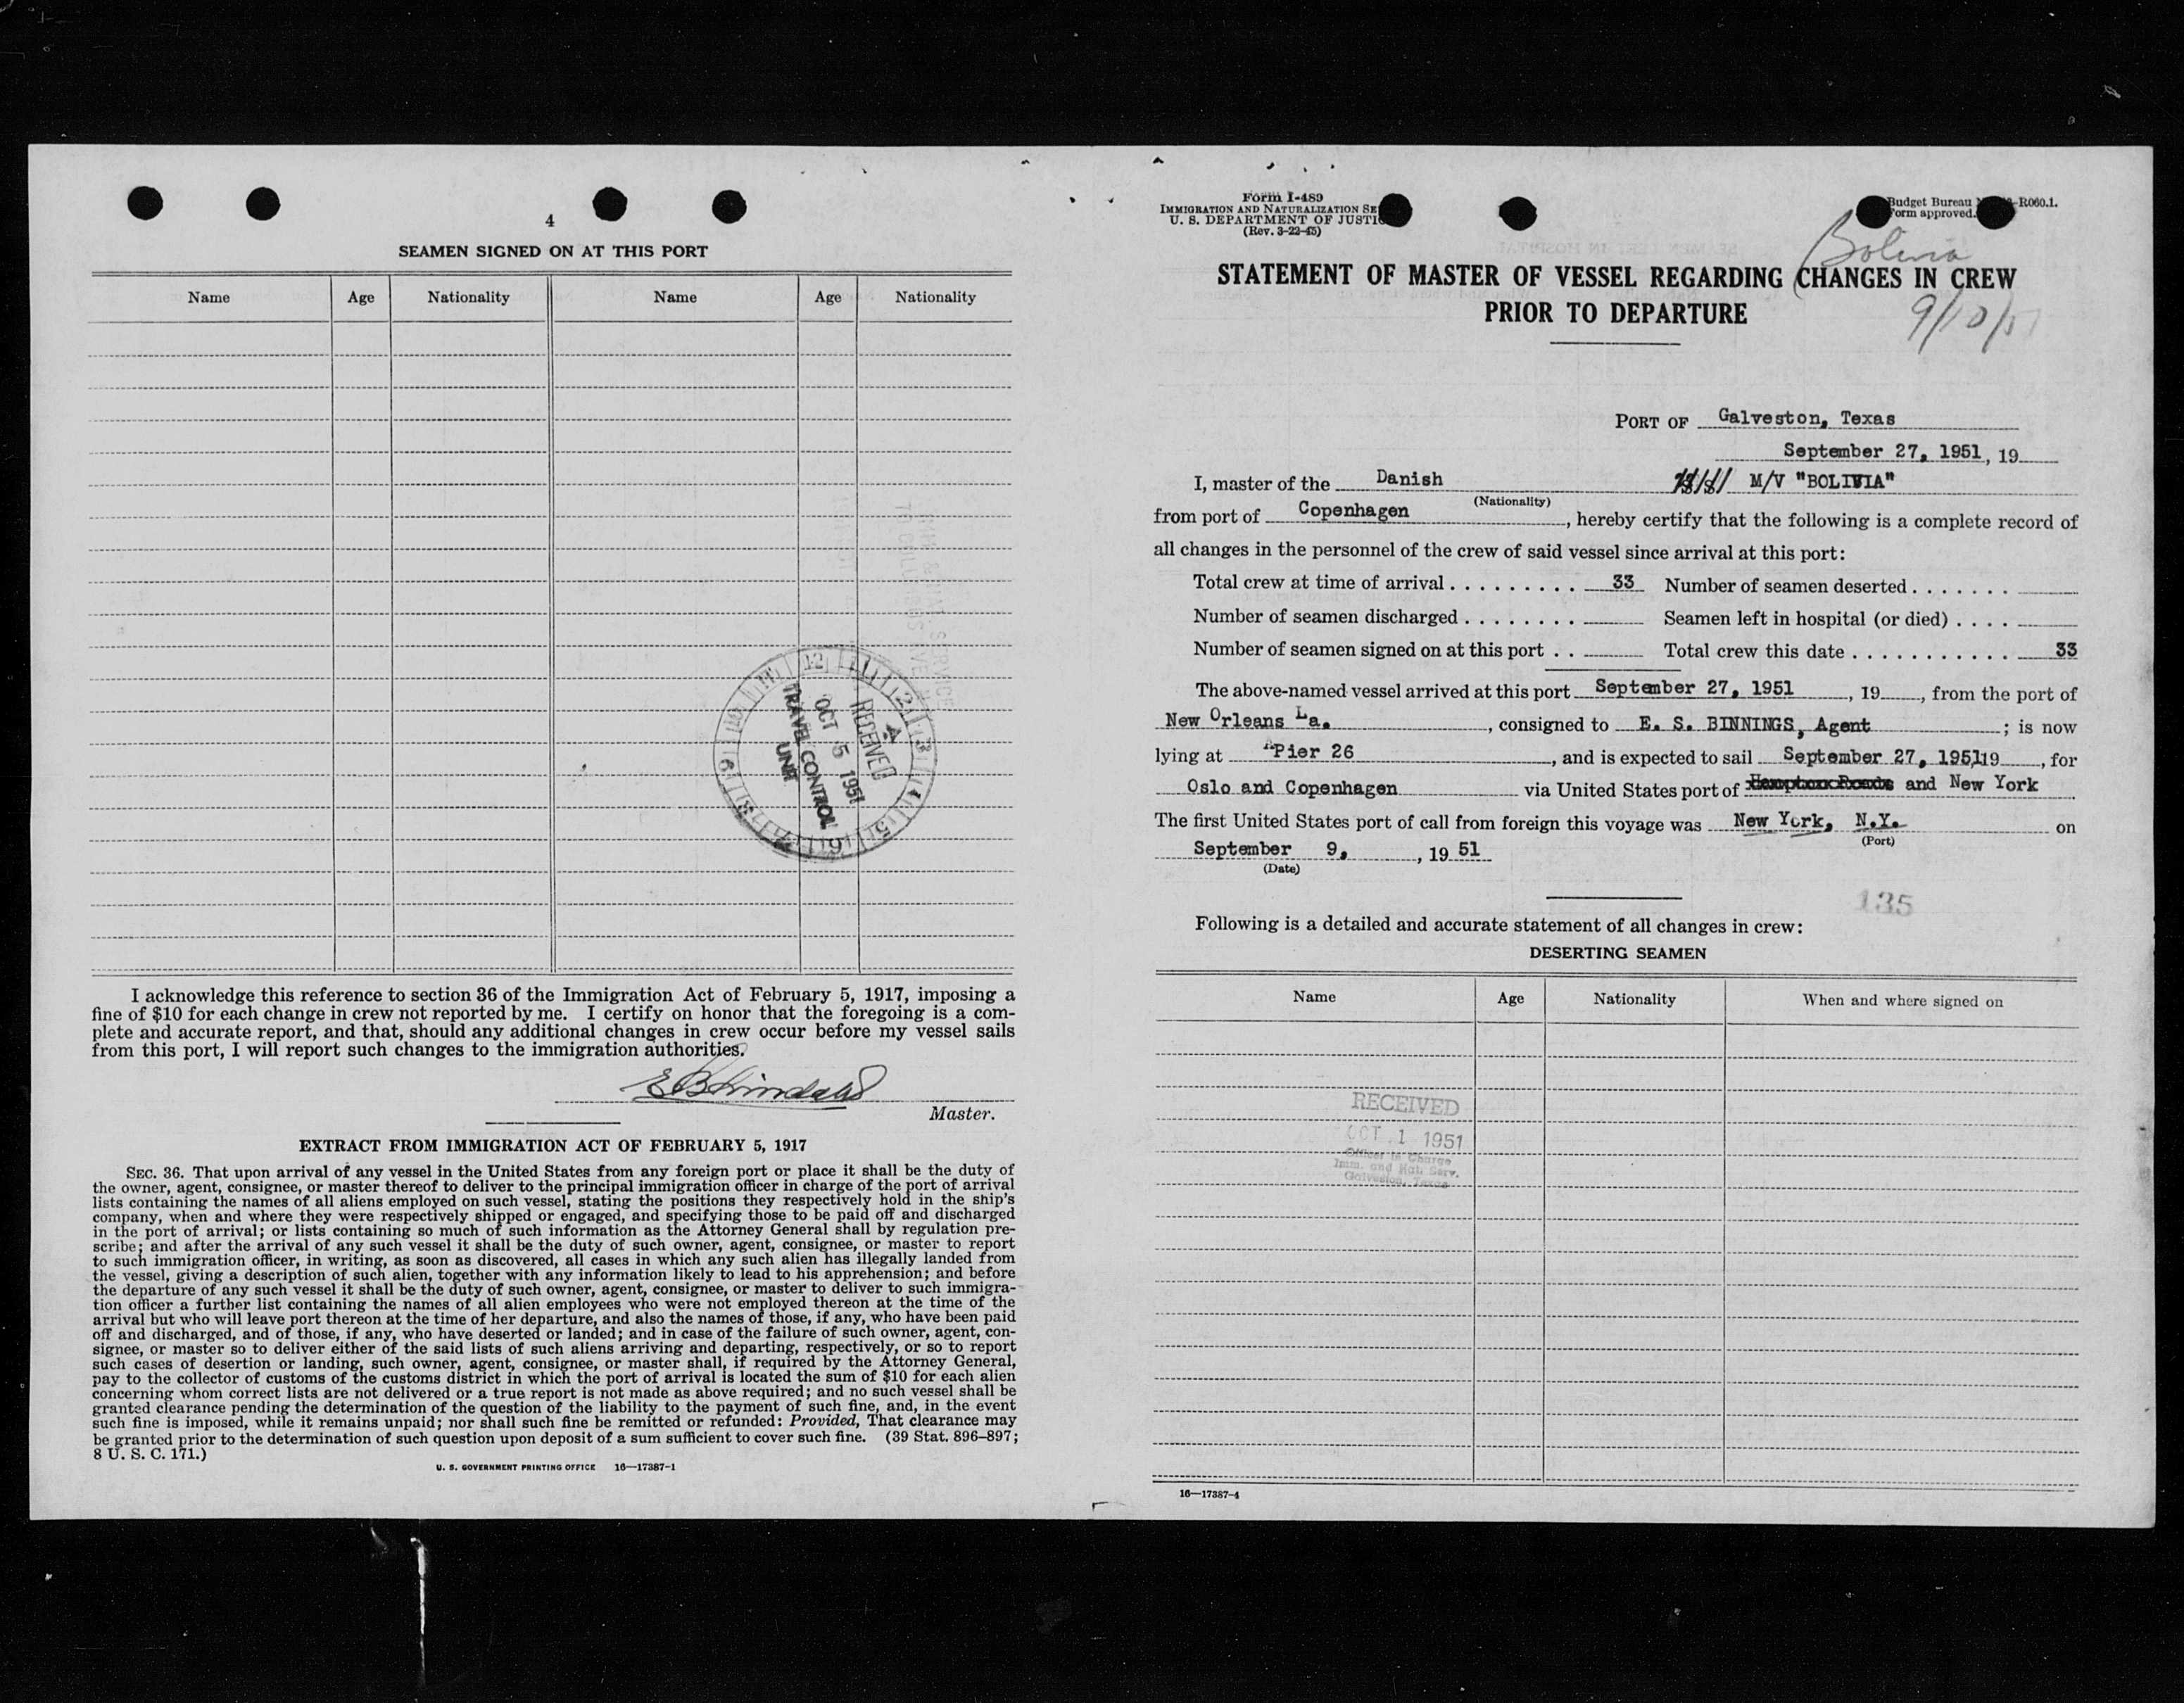 4
SEAMEN SIGNED ON AT THIS PORT
Name Age Nationality Name Age Nationality
12
A
RECEIVED
OCT 5 1951
TRAVEL CONTROL
UNIT
I acknowledge this reference to section 36 of the Immigration Act of February 5, 1917, imposing a
fine of $10 for each change in crew not reported by me. I certify on honor that the foregoing is a com-
plete and accurate report, and that, should any additional changes in crew occur before my vessel sails
from this port, I will report such changes to the immigration authorities.
Master.
EXTRACT FROM IMMIGRATION ACT OF FEBRUARY 5, 1917
SEC. 36. That upon arrival of any vessel in the United States from any foreign port or place it shall be the duty of
the owner, agent, consignee, or master thereof to deliver to the principal immigration officer in charge of the port of arrival
lists containing the names of all aliens employed on such vessel, stating the positions they respectively hold in the ship's
company, when and where they were respectively shipped or engaged, and specifying those to be paid off and discharged
in the port of arrival; or lists containing so much of such information as the Attorney General shall by regulation pre-
scribe; and after the arrival of any such vessel it shall be the duty of such owner, agent, consignee, or master to report
to such immigration officer, in writing, as soon as discovered, all cases in which any such alien has illegally landed from
the vessel, giving a description of such alien, together with any information likely to lead to his apprehension; and before
the departure of any such vessel it shall be the duty of such owner, agent, consignee, or master to deliver to such immigra-
tion officer a further list containing the names of all alien employees who were not employed thereon at the time of the
arrival but who will leave port thereon at the time of her departure, and also the names of those, if any, who have been paid
off and discharged, and of those, if any, who have deserted or landed; and in case of the failure of such owner, agent, con-
signee, or master so to deliver either of the said lists of such aliens arriving and departing, respectively, or so to report
such cases of desertion or landing, such owner, agent, consignee, or master shall, if required by the Attorney General,
pay to the collector of customs of the customs district in which the port of arrival is located the sum of $10 for each alien
concerning whom correct lists are not delivered or a true report is not made as above required; and no such vessel shall be
granted clearance pending the determination of the question of the liability to the payment of such fine, and, in the event
such fine is imposed, while it remains unpaid; nor shall such fine be remitted or refunded: Provided, That clearance may
be granted prior to the determination of such question upon deposit of a sum sufficient to cover such fine. (39 Stat. 896–897;
8 U. S. C. 171.)
U. S. GOVERNMENT PRINTING OFFICE 16—17387-1
Form I-489
IMMIGRATION AND NATURALIZATION SE
U. S. DEPARTMENT OF JUSTI
(Rev. 3-22-45)
Budget Bureau -R060.1.
Form approved.
Bolivia
STATEMENT OF MASTER OF VESSEL REGARDING CHANGES IN CREW
PRIOR TO DEPARTURE
9/10/51
PORT OF Galveston, Texas
September 27, 1951, 19
I, master of the Danish M/V "BOLIVIA"
(Nationality)
from port of Copenhagen, hereby certify that the following is a complete record of
all changes in the personnel of the crew of said vessel since arrival at this port:
Total crew at time of arrival . . . . . . . . . 33 Number of seamen deserted . . . . . . .
Number of seamen discharged . . . . . . . . Seamen left in hospital (or died) . . . .
Number of seamen signed on at this port . . Total crew this date . . . . . . . . . . . 33
The above-named vessel arrived at this port September 27, 1951, 19, from the port of
New Orleans La., consigned to E. S. BINNINGS, Agent; is now
lying at Pier 26, and is expected to sail September 27, 195119, for
Oslo and Copenhagen via United States port of Hampton Roads and New York
The first United States port of call from foreign this voyage was New York, N.Y. on
(Port)
September 9, , 19 51
(Date)
135
Following is a detailed and accurate statement of all changes in crew:
DESERTING SEAMEN
Name Age Nationality When and where signed on
RECEIVED
OCT 1 1951
Officer in Charge
Imm. and Nat. Serv.
Galveston, Texas
16—17387-4